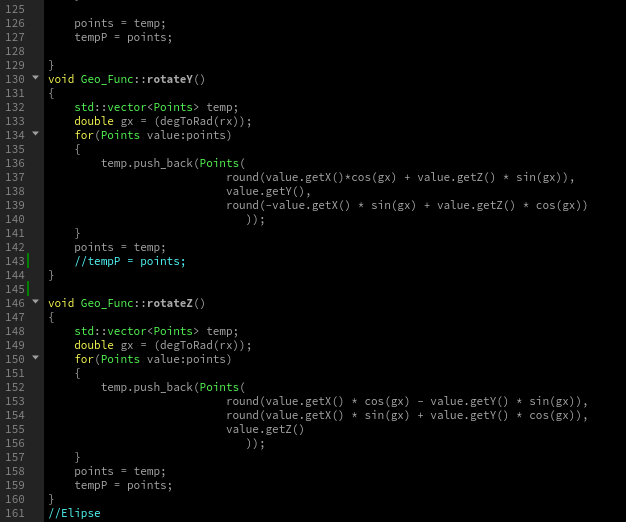 125
126     points = temp;
127     tempP = points;
128
129 }
130 void Geo_Func::rotateY()
131 {
132     std::vector<Points> temp;
133     double gx = (degToRad(rx));
134     for(Points value:points)
135     {
136         temp.push_back(Points(
137                            round(value.getX()*cos(gx) + value.getZ() * sin(gx)),
138                            value.getY(),
139                            round(-value.getX() * sin(gx) + value.getZ() * cos(gx))
140                               ));
141     }
142     points = temp;
143     //tempP = points;
144 }
145
146 void Geo_Func::rotateZ()
147 {
148     std::vector<Points> temp;
149     double gx = (degToRad(rx));
150     for(Points value:points)
151     {
152         temp.push_back(Points(
153                            round(value.getX() * cos(gx) - value.getY() * sin(gx)),
154                            round(value.getX() * sin(gx) + value.getY() * cos(gx)),
155                            value.getZ()
156                               ));
157     }
158     points = temp;
159     tempP = points;
160 }
161 //Elipse